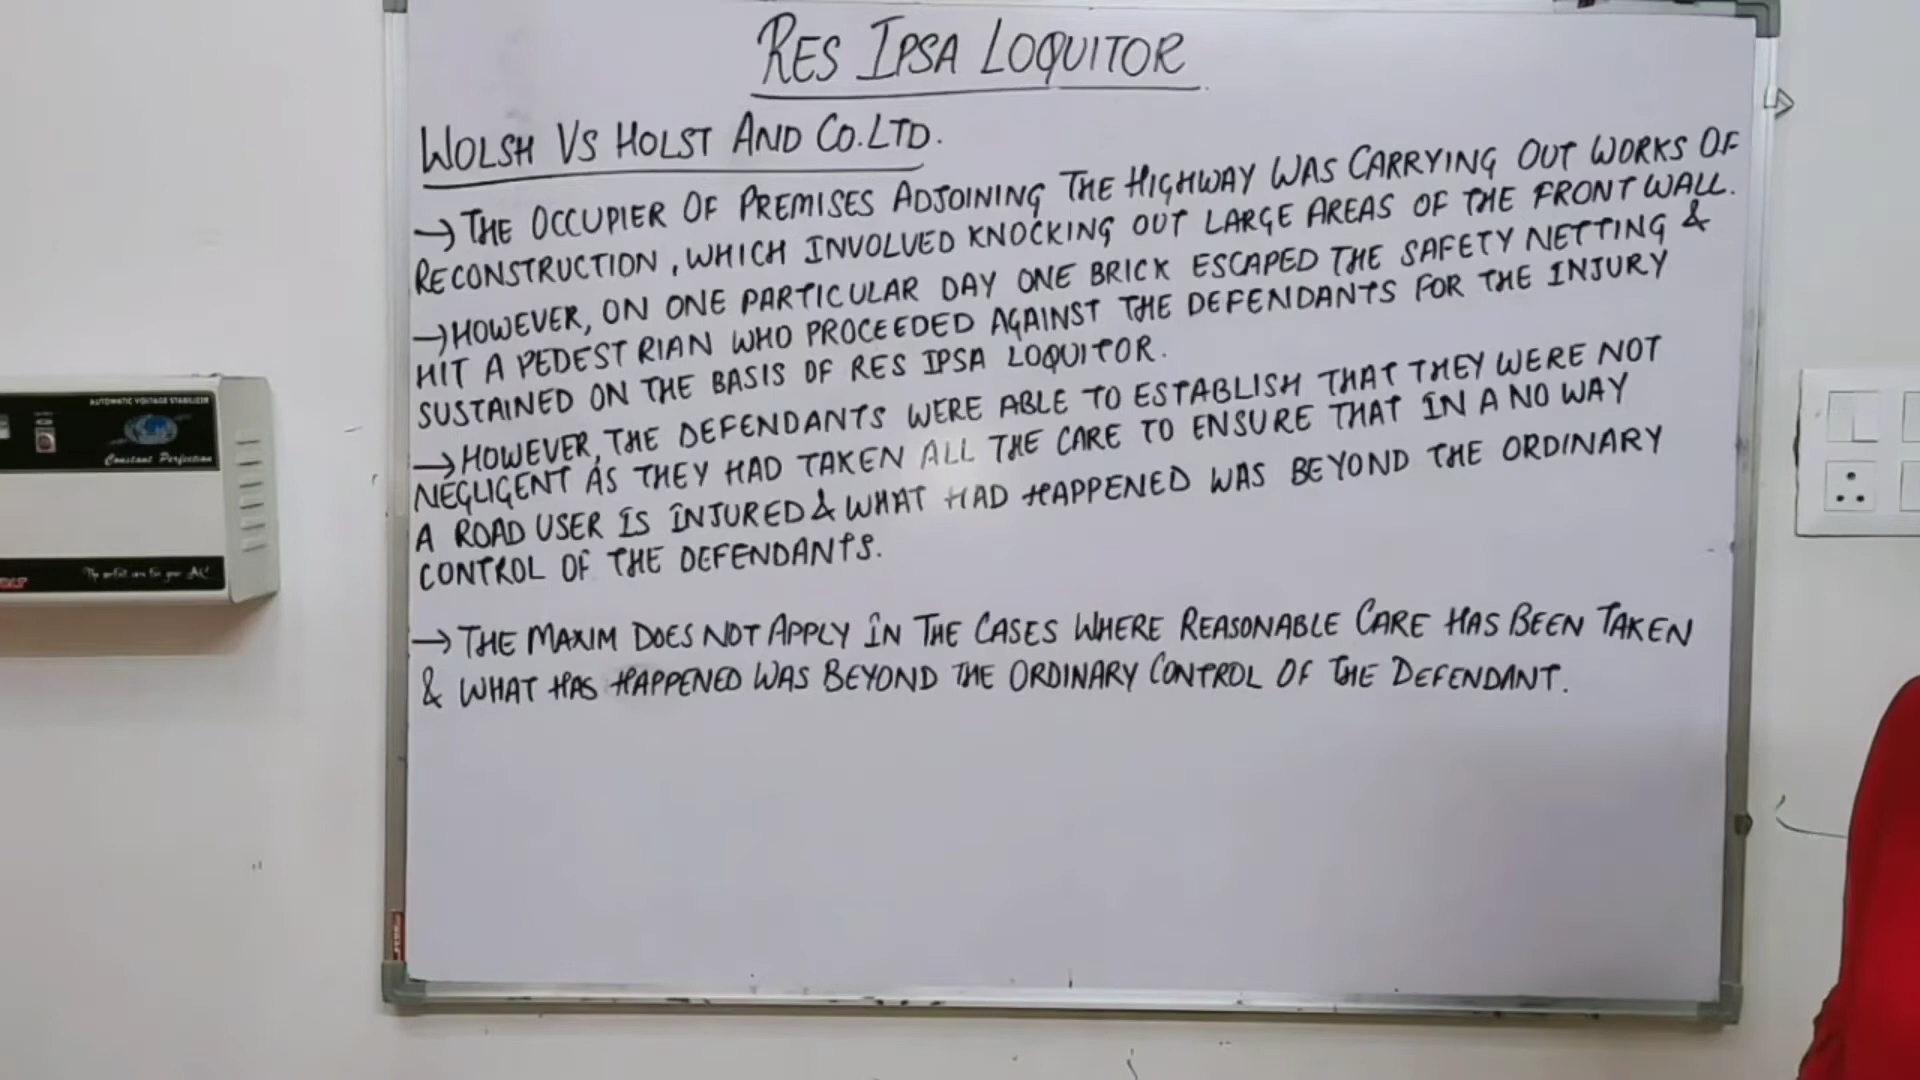 RES IPSA LOQUITOR
WOLSH VS HOLST AND CO.LTD.
→ THE OCCUPIER OF PREMISES ADJOINING THE HIGHWAY WAS CARRYING OUT WORKS OF
RECONSTRUCTION, WHICH INVOLVED KNOCKING OUT LARGE AREAS OF THE FRONT WALL.
→ HOWEVER, ON ONE PARTICULAR DAY ONE BRICK ESCAPED THE SAFETY NETTING &
HIT A PEDESTRIAN WHO PROCEEDED AGAINST THE DEFENDANTS FOR THE INJURY
SUSTAINED ON THE BASIS OF RES IPSA LOQUITOR.
→ HOWEVER, THE DEFENDANTS WERE ABLE TO ESTABLISH THAT THEY WERE NOT
NEGLIGENT AS THEY HAD TAKEN ALL THE CARE TO ENSURE THAT IN A NO WAY
A ROAD USER IS INJURED & WHAT HAD HAPPENED WAS BEYOND THE ORDINARY
CONTROL OF THE DEFENDANTS.
→ THE MAXIM DOES NOT APPLY IN THE CASES WHERE REASONABLE CARE HAS BEEN TAKEN
& WHAT HAS HAPPENED WAS BEYOND THE ORDINARY CONTROL OF THE DEFENDANT.
AUTOMATIC VOLTAGE STABILIZER
Constant Perfection